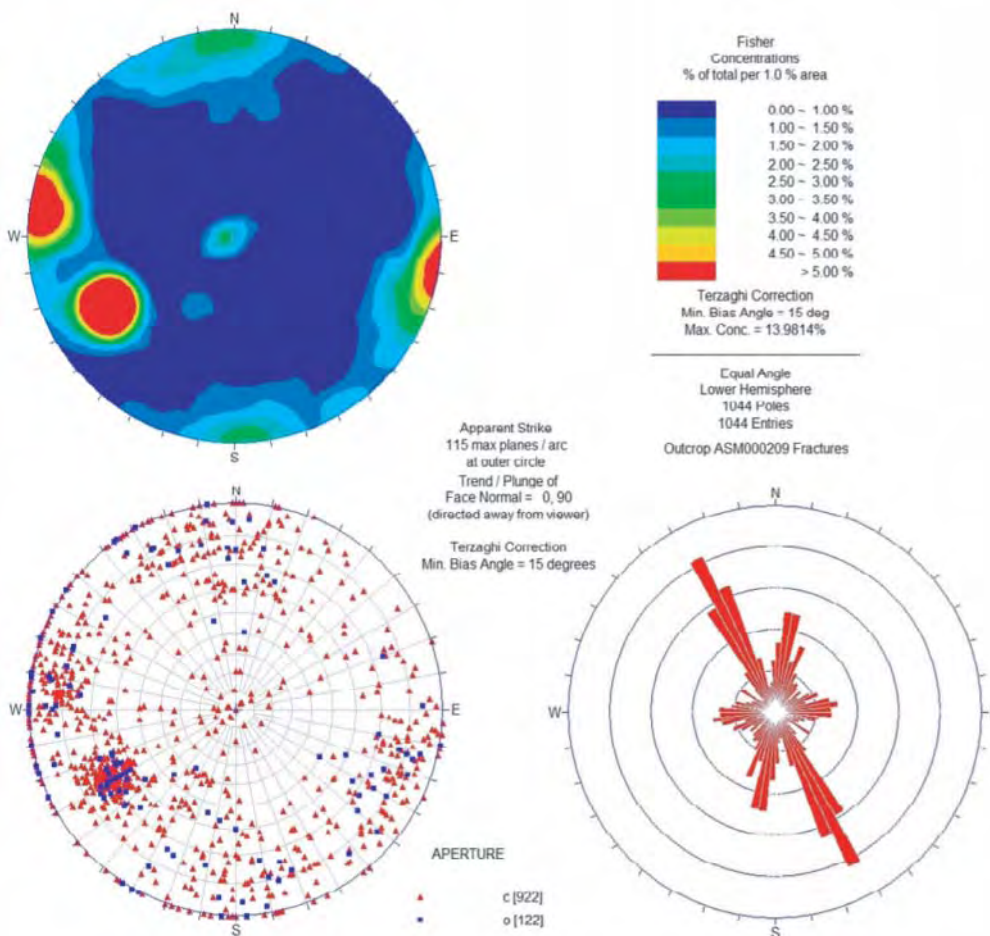 N
W
E
S
Fisher
Concentrations
% of total per 1.0 % area
0.00 ~ 1.00 %
1.00 ~ 1.50 %
1.50 ~ 2.00 %
2.00 ~ 2.50 %
2.50 ~ 3.00 %
3.00 ~ 3.50 %
3.50 ~ 4.00 %
4.00 ~ 4.50 %
4.50 ~ 5.00 %
> 5.00 %
Terzaghi Correction
Min. Bias Angle = 15 deg
Max. Conc. = 13.9814%
Equal Angle
Lower Hemisphere
1044 Poles
1044 Entries
Outcrop ASM000209 Fractures
Apparent Strike
115 max planes / arc
at outer circle
Trend / Plunge of
Face Normal = 0, 90
(directed away from viewer)
Terzaghi Correction
Min. Bias Angle = 15 degrees
N
W
E
S
APERTURE
c [922]
o [122]
N
W
E
S